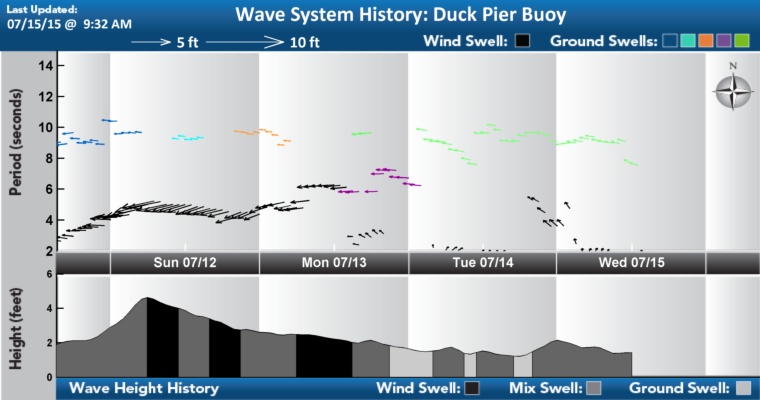 Last Updated:
07/15/15 @ 9:32 AM
Wave System History: Duck Pier Buoy
5 ft
10 ft
Wind Swell:
Ground Swells:
N
Period (seconds)
14
12
10
8
6
4
2
Sun 07/12
Mon 07/13
Tue 07/14
Wed 07/15
Height (feet)
6
4
2
0
Wave Height History
Wind Swell:
Mix Swell:
Ground Swell: